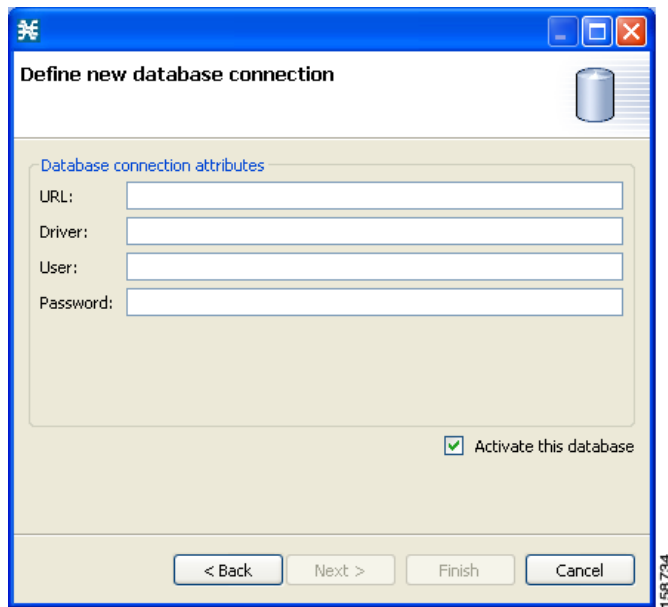 Define new database connection
Database connection attributes
URL:
Driver:
User:
Password:
Activate this database
< Back Next > Finish Cancel
158734